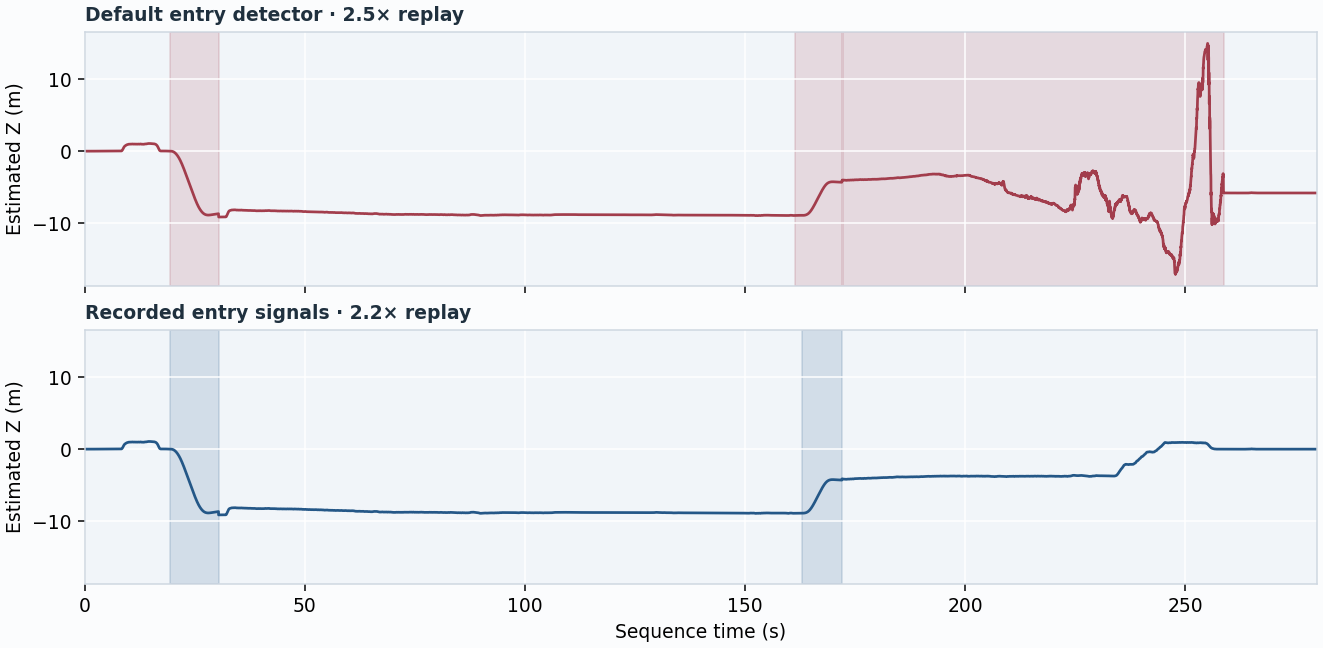 Default entry detector · 2.5× replay
Estimated Z (m)
10
0
−10
Recorded entry signals · 2.2× replay
Estimated Z (m)
10
0
−10
0 50 100 150 200 250
Sequence time (s)